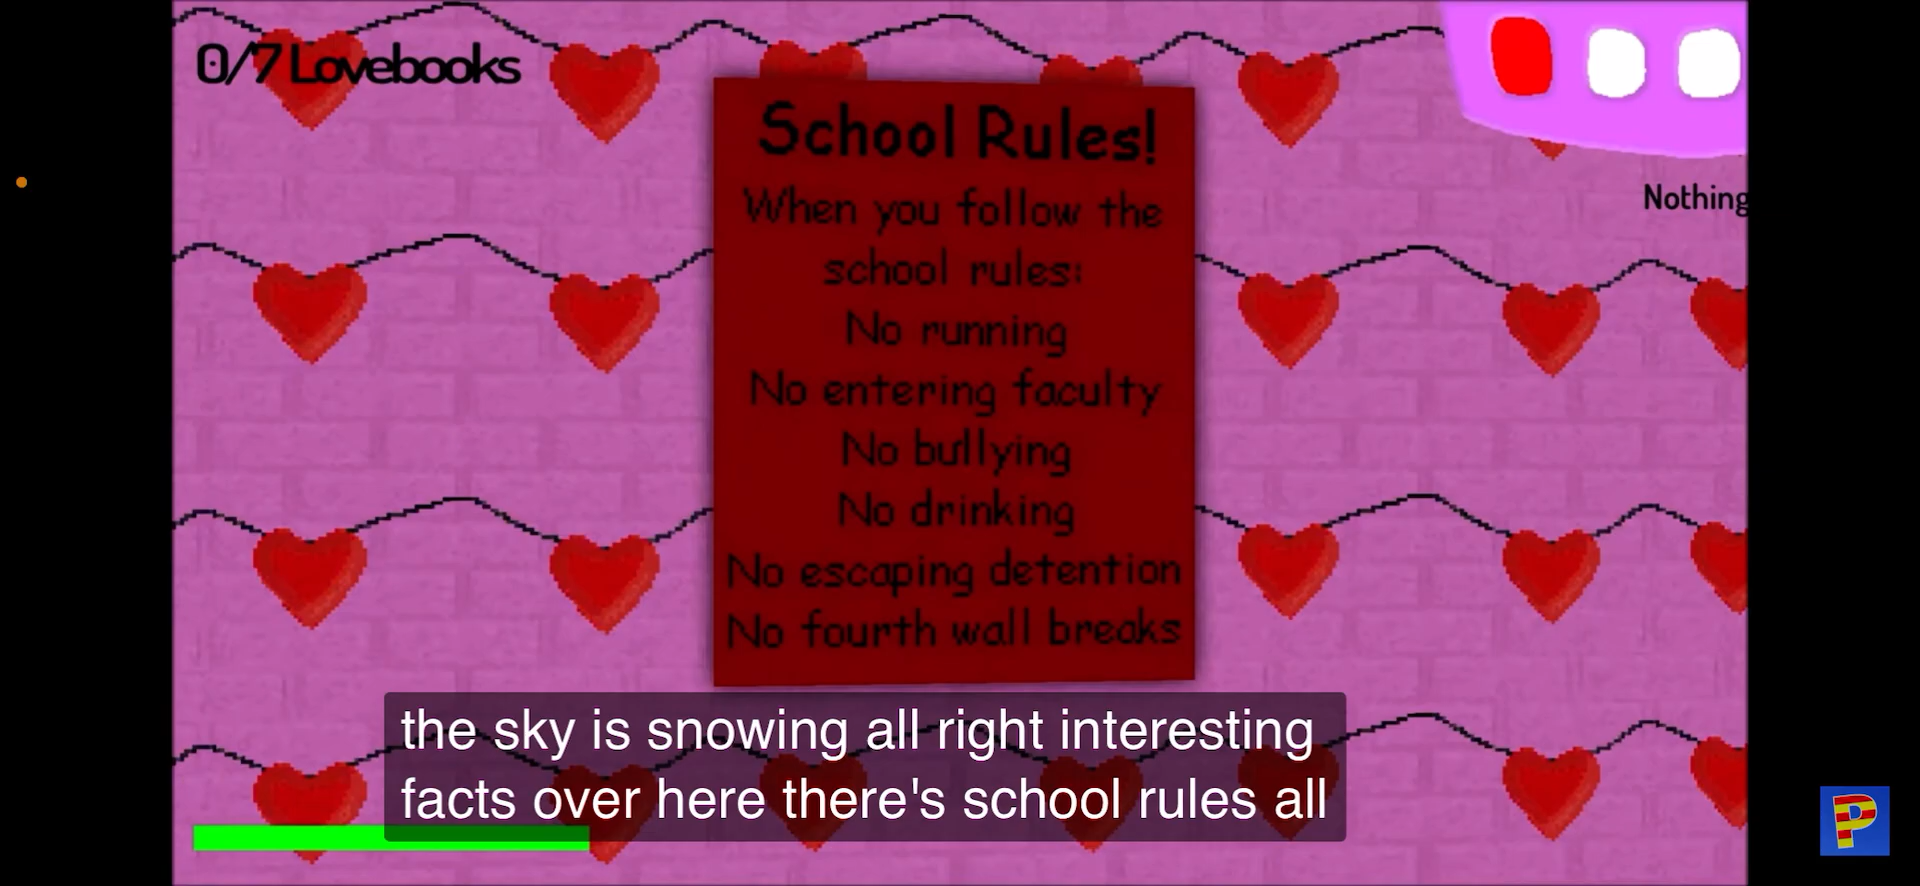 0/7 Lovebooks
School Rules!
When you follow the
school rules:
No running
No entering faculty
No bullying
No drinking
No escaping detention
No fourth wall breaks
Nothing
the sky is snowing all right interesting
facts over here there's school rules all
P